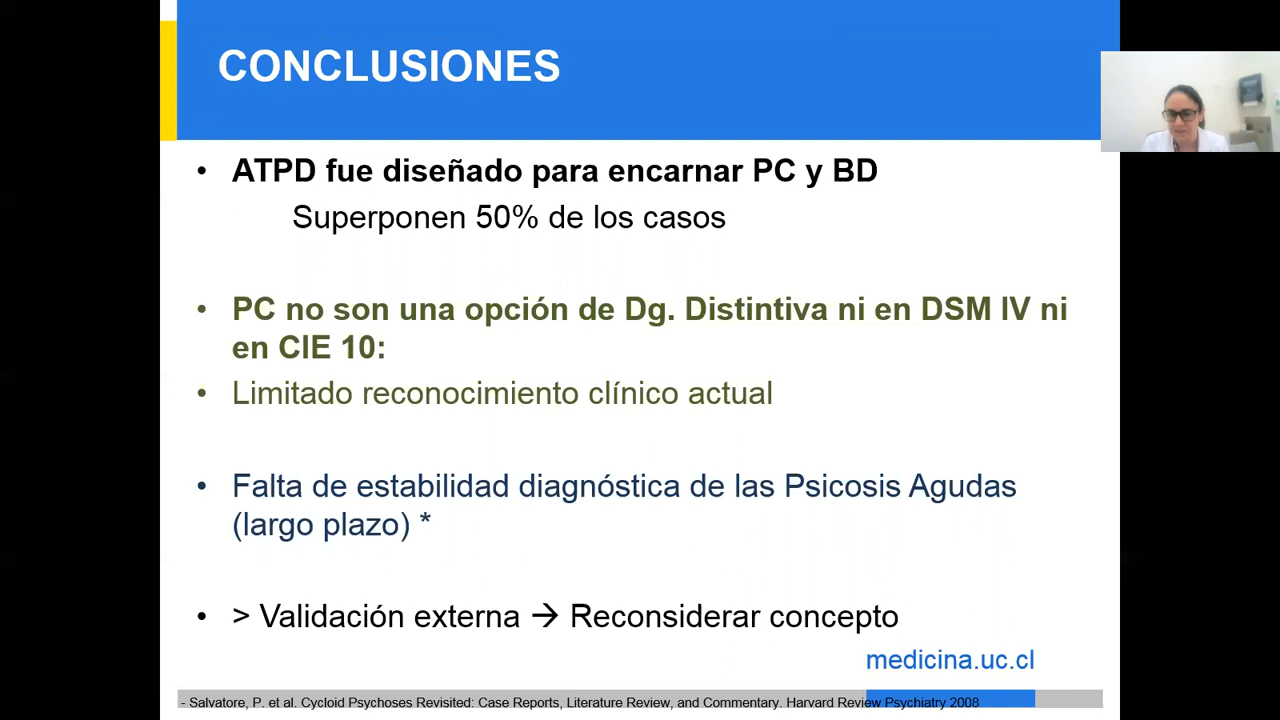 CONCLUSIONES
• ATPD fue diseñado para encarnar PC y BD
Superponen 50% de los casos
• PC no son una opción de Dg. Distintiva ni en DSM IV ni
en CIE 10:
• Limitado reconocimiento clínico actual
• Falta de estabilidad diagnóstica de las Psicosis Agudas
(largo plazo) *
• > Validación externa → Reconsiderar concepto
medicina.uc.cl
- Salvatore, P. et al. Cycloid Psychoses Revisited: Case Reports, Literature Review, and Commentary. Harvard Review Psychiatry 2008